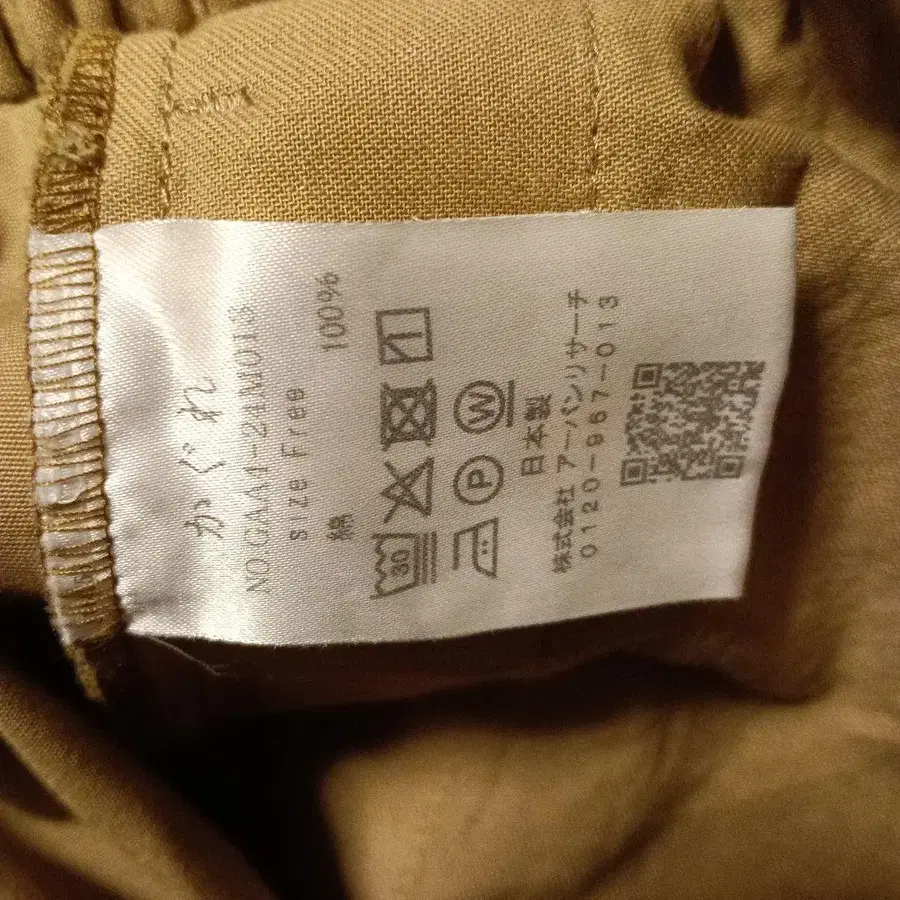 かぐれ
NO.GAA1-24M013
size Free
綿 100%
30
W
P
日本製
株式会社 アーバンリサーチ
0120-967-013